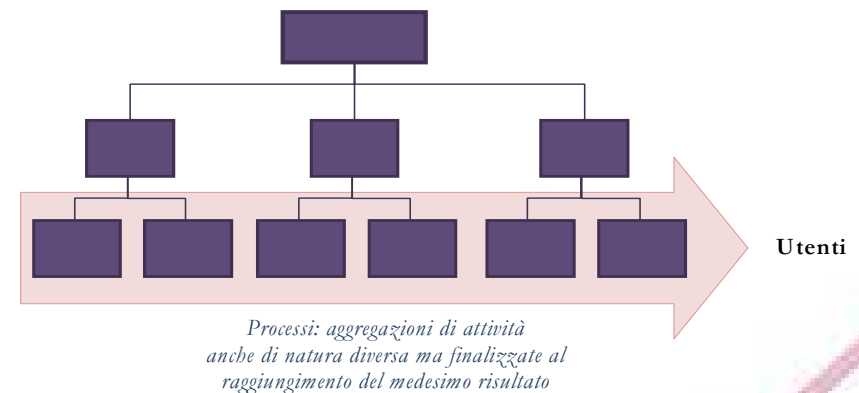 Utenti
Processi: aggregazioni di attività
anche di natura diversa ma finalizzate al
raggiungimento del medesimo risultato